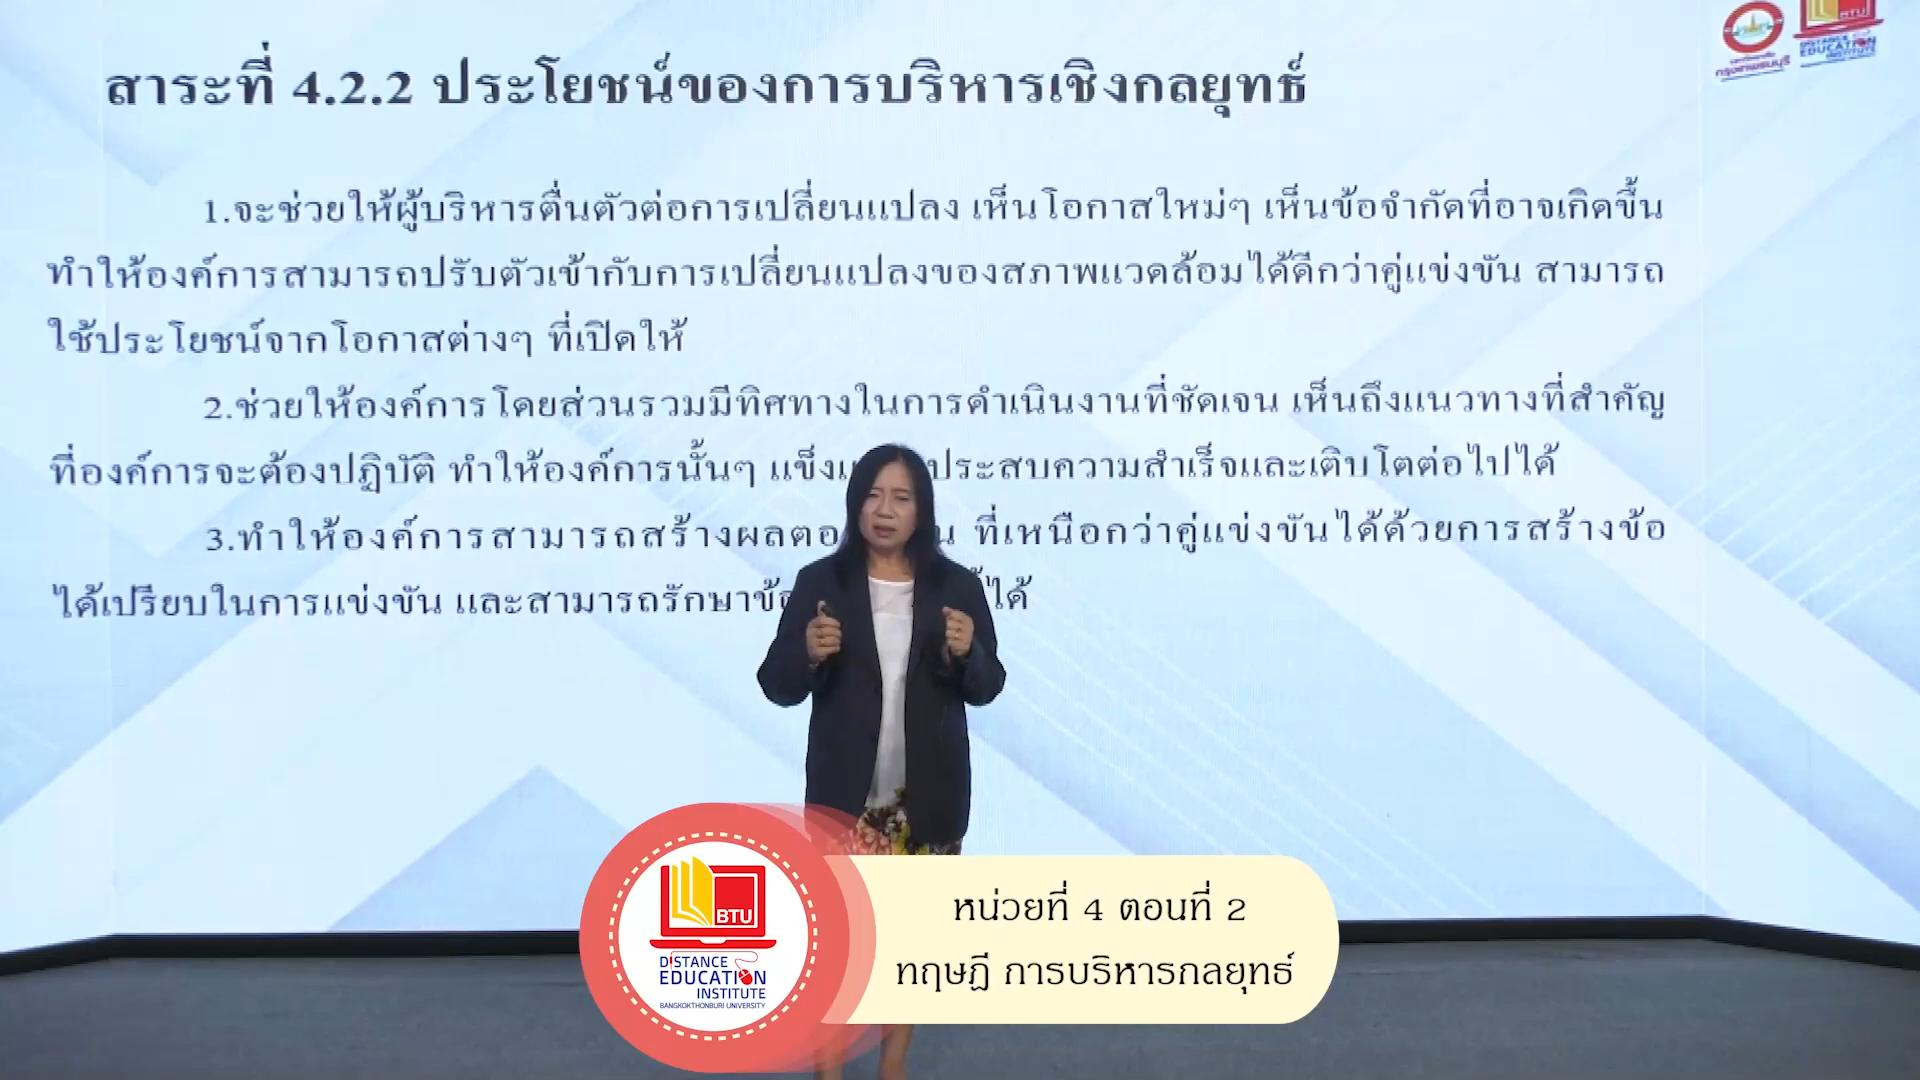 สาระที่ 4.2.2 ประโยชน์ของการบริหารเชิงกลยุทธ์
1.จะช่วยให้ผู้บริหารตื่นตัวต่อการเปลี่ยนแปลง เห็นโอกาสใหม่ๆ เห็นข้อจำกัดที่อาจเกิดขึ้น
ทำให้องค์การสามารถปรับตัวเข้ากับการเปลี่ยนแปลงของสภาพแวดล้อมได้ดีกว่าคู่แข่งขัน สามารถ
ใช้ประโยชน์จากโอกาสต่างๆ ที่เปิดให้
2.ช่วยให้องค์การโดยส่วนรวมมีทิศทางในการดำเนินงานที่ชัดเจน เห็นถึงแนวทางที่สำคัญ
ที่องค์การจะต้องปฏิบัติ ทำให้องค์การนั้นๆ ประสบความสำเร็จและเติบโตต่อไปได้
3.ทำให้องค์การสามารถสร้าง ที่เหนือกว่าคู่แข่งขันได้ด้วยการสร้างข้อ
ได้เปรียบในการแข่งขัน และสามารถรักษา ได้
BTU
DISTANCE
EDUCATION
INSTITUTE
กรุงเทพธนบุรี
BTU
DISTANCE
EDUCATION
INSTITUTE
BANGKOKTHONBURI UNIVERSITY
หน่วยที่ 4 ตอนที่ 2
ทฤษฎี การบริหารกลยุทธ์